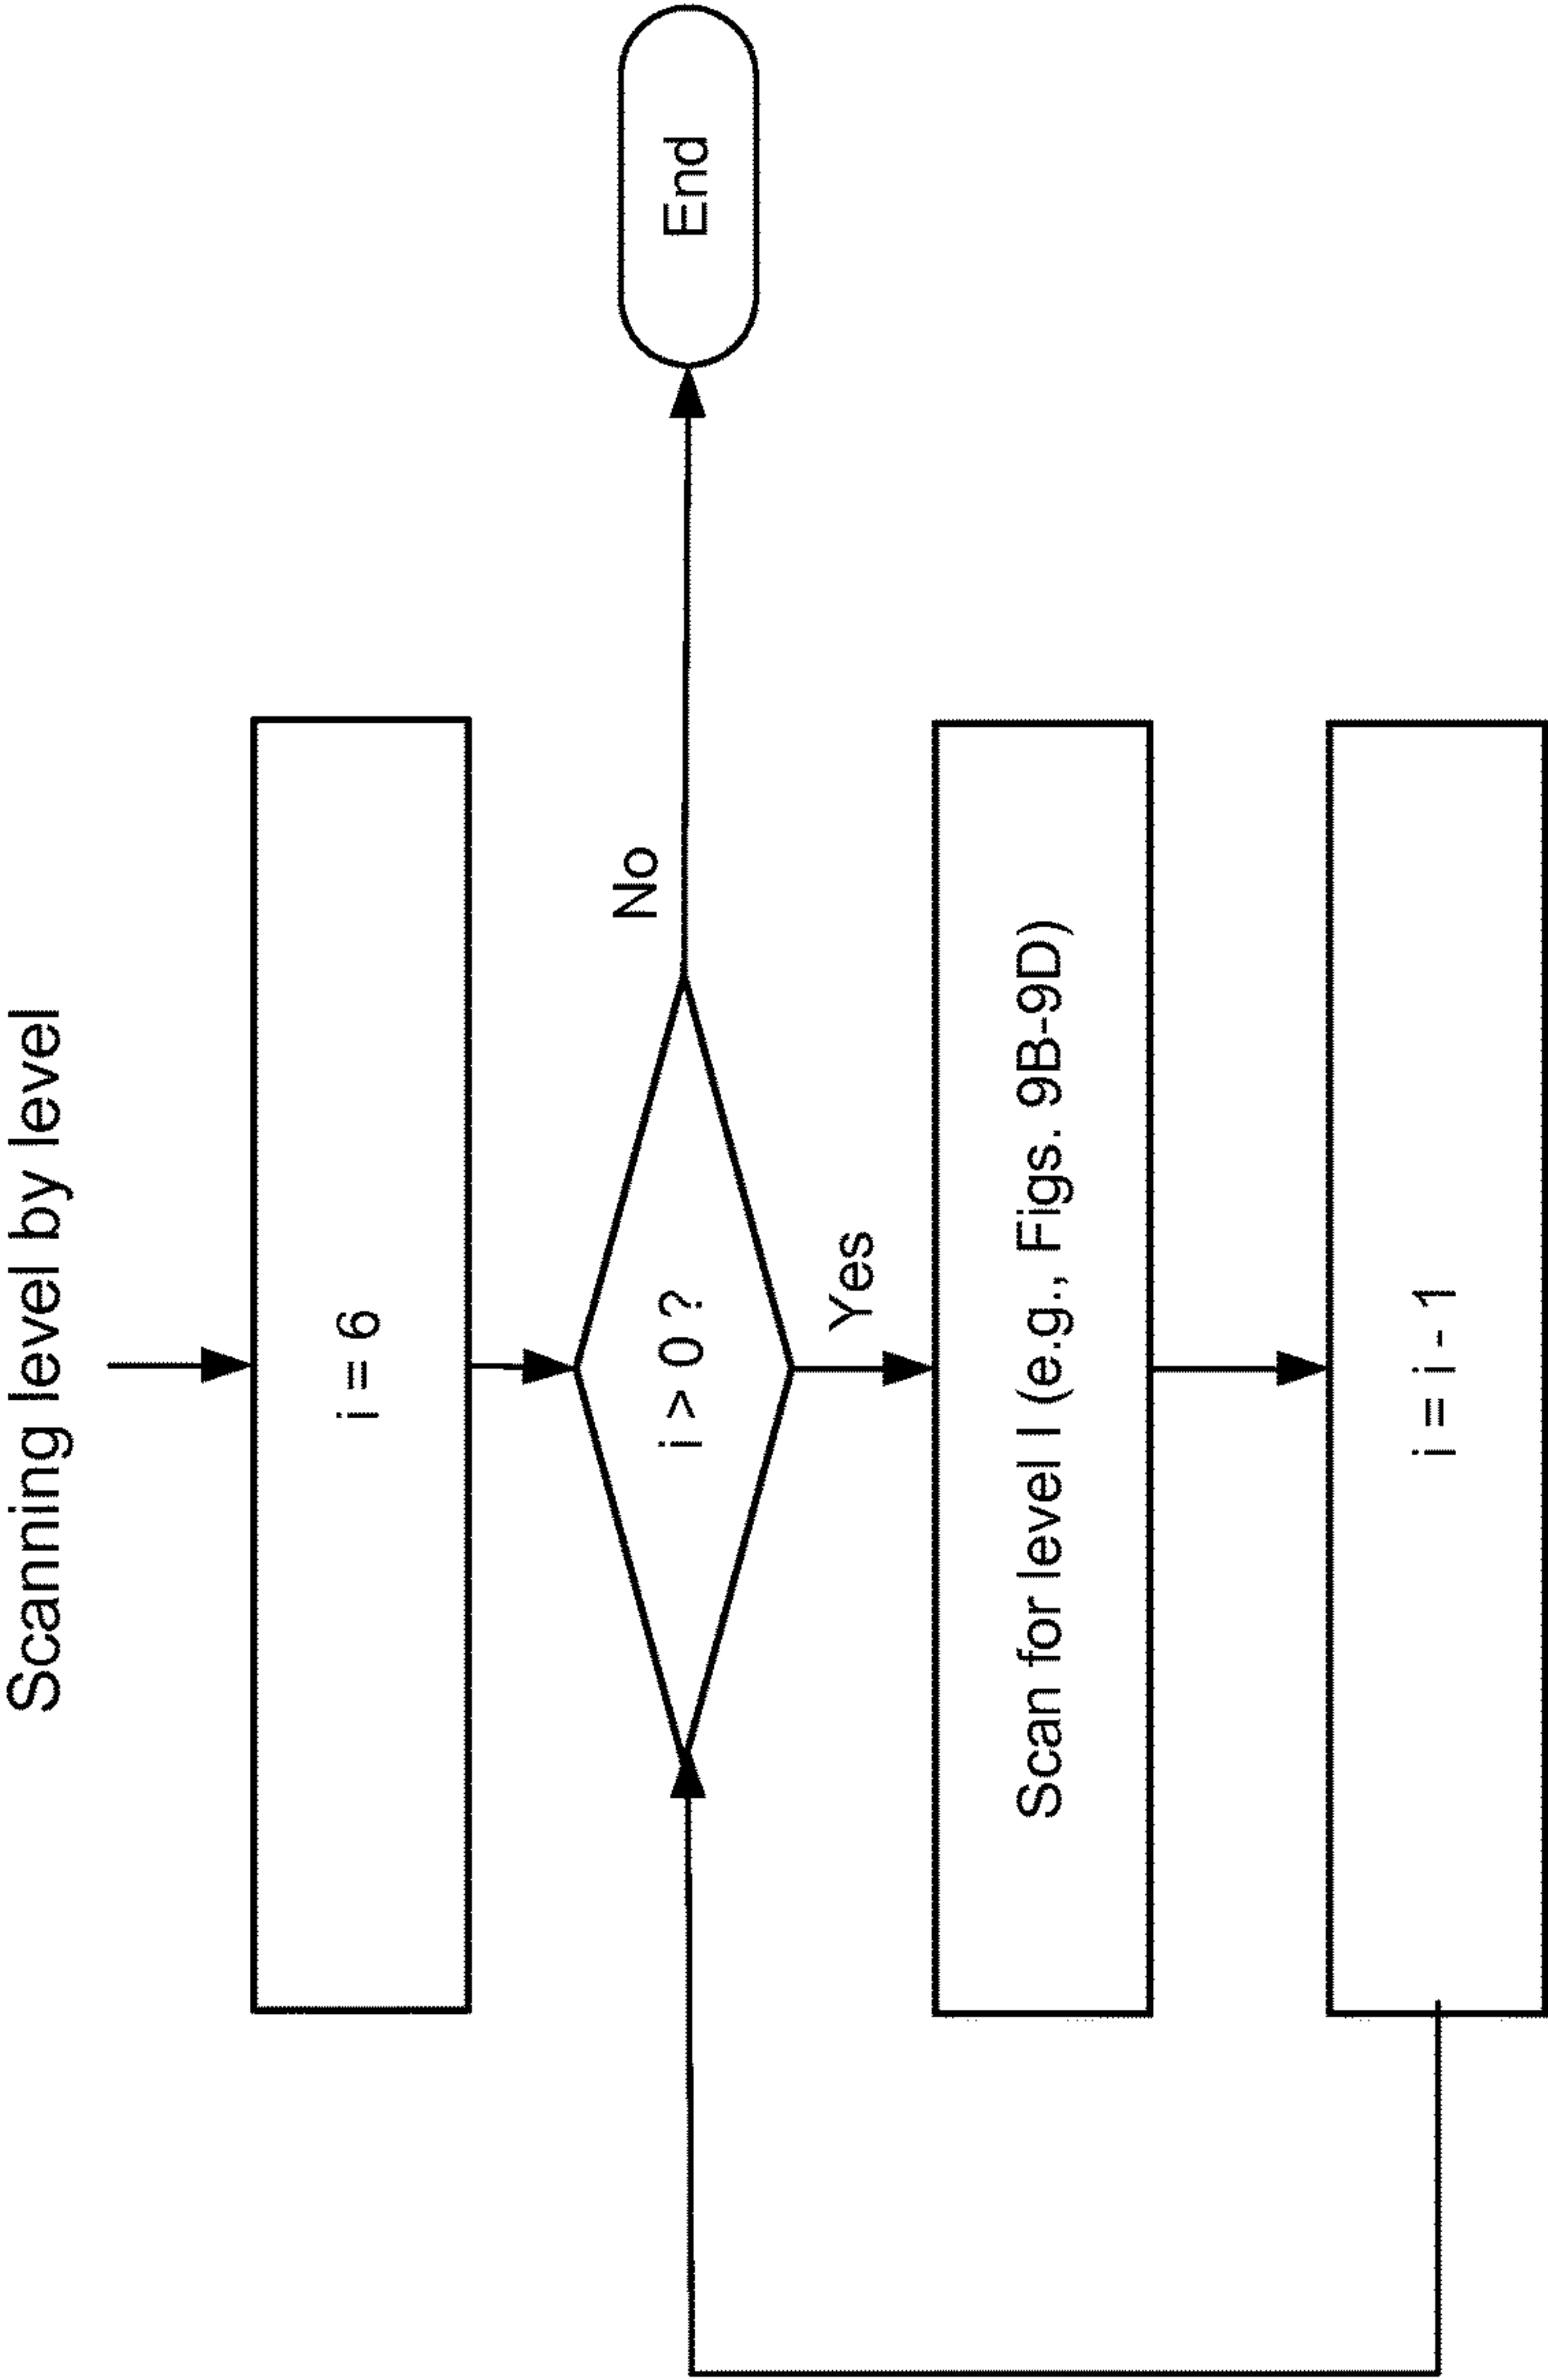 Scanning level by level
i = 6
i > 0 ?
No
End
Yes
Scan for level I (e.g., Figs. 9B-9D)
i = i - 1